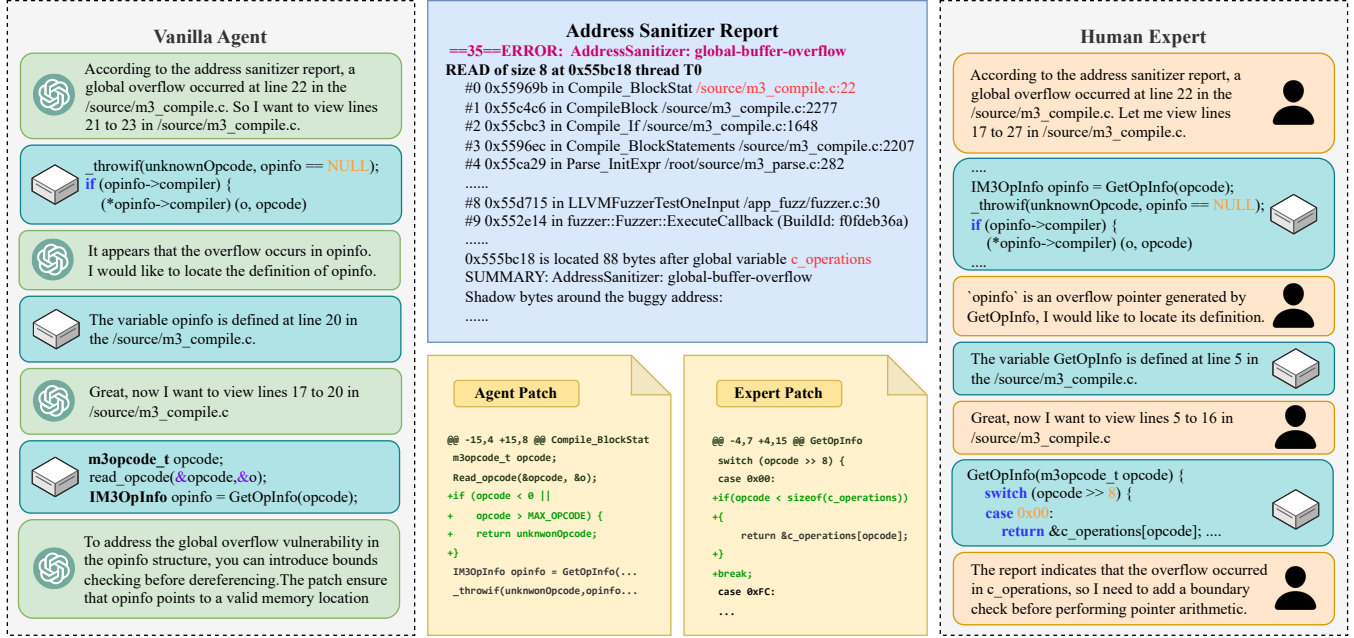 Vanilla Agent
According to the address sanitizer report, a
global overflow occurred at line 22 in the
/source/m3_compile.c. So I want to view lines
21 to 23 in /source/m3_compile.c.
_throwif(unknownOpcode, opinfo == NULL);
if (opinfo->compiler) {
(*opinfo->compiler) (o, opcode)
It appears that the overflow occurs in opinfo.
I would like to locate the definition of opinfo.
The variable opinfo is defined at line 20 in
the /source/m3_compile.c.
Great, now I want to view lines 17 to 20 in
/source/m3_compile.c
m3opcode_t opcode;
read_opcode(&opcode,&o);
IM3OpInfo opinfo = GetOpInfo(opcode);
To address the global overflow vulnerability in
the opinfo structure, you can introduce bounds
checking before dereferencing.The patch ensure
that opinfo points to a valid memory location
Address Sanitizer Report
==35==ERROR: AddressSanitizer: global-buffer-overflow
READ of size 8 at 0x55bc18 thread T0
#0 0x55969b in Compile_BlockStat /source/m3_compile.c:22
#1 0x55c4c6 in CompileBlock /source/m3_compile.c:2277
#2 0x55cbc3 in Compile_If /source/m3_compile.c:1648
#3 0x5596ec in Compile_BlockStatements /source/m3_compile.c:2207
#4 0x55ca29 in Parse_InitExpr /root/source/m3_parse.c:282
......
#8 0x55d715 in LLVMFuzzerTestOneInput /app_fuzz/fuzzer.c:30
#9 0x552e14 in fuzzer::Fuzzer::ExecuteCallback (BuildId: f0fdeb36a)
......
0x555bc18 is located 88 bytes after global variable c_operations
SUMMARY: AddressSanitizer: global-buffer-overflow
Shadow bytes around the buggy address:
......
Agent Patch
@@ -15,4 +15,8 @@ Compile_BlockStat
m3opcode_t opcode;
Read_opcode(&opcode, &o);
+if (opcode < 0 ||
+ opcode > MAX_OPCODE) {
+ return unknwonOpcode;
+}
IM3OpInfo opinfo = GetOpInfo(...
_throwif(unknwonOpcode,opinfo...
Expert Patch
@@ -4,7 +4,15 @@ GetOpInfo
switch (opcode >> 8) {
case 0x00:
+if(opcode < sizeof(c_operations))
+{
return &c_operations[opcode];
+}
+break;
case 0xFC:
...
Human Expert
According to the address sanitizer report, a
global overflow occurred at line 22 in the
/source/m3_compile.c. Let me view lines
17 to 27 in /source/m3_compile.c.
....
IM3OpInfo opinfo = GetOpInfo(opcode);
_throwif(unknownOpcode, opinfo == NULL);
if (opinfo->compiler) {
(*opinfo->compiler) (o, opcode)
....
`opinfo` is an overflow pointer generated by
GetOpInfo, I would like to locate its definition.
The variable GetOpInfo is defined at line 5 in
the /source/m3_compile.c.
Great, now I want to view lines 5 to 16 in
/source/m3_compile.c
GetOpInfo(m3opcode_t opcode) {
switch (opcode >> 8) {
case 0x00:
return &c_operations[opcode]; ....
The report indicates that the overflow occurred
in c_operations, so I need to add a boundary
check before performing pointer arithmetic.